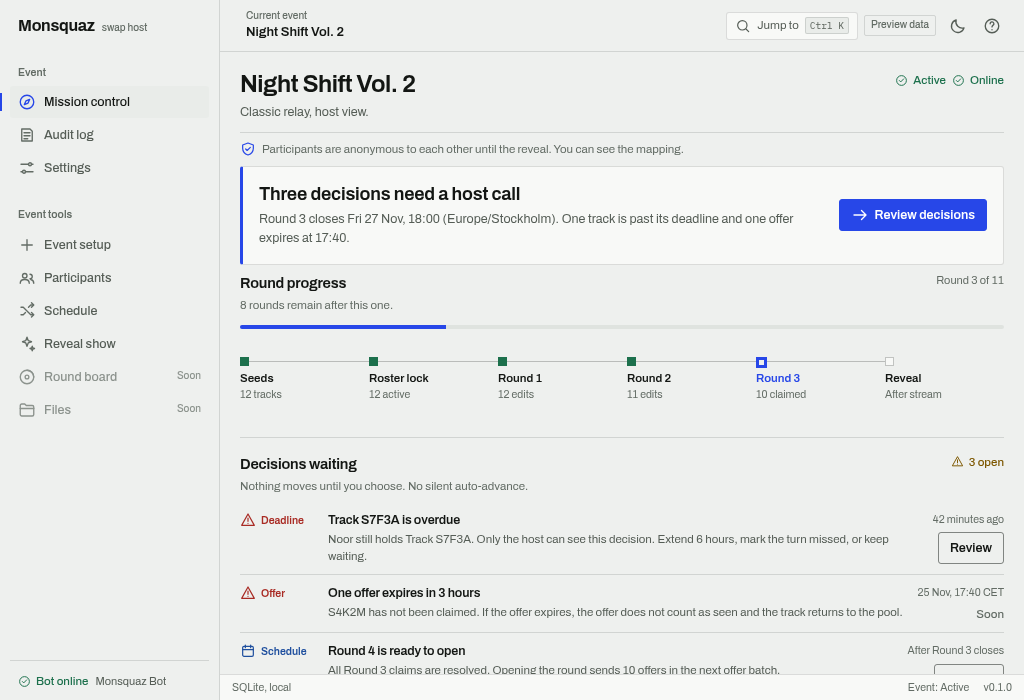 Monsquaz swap host
Event
Mission control
Audit log
Settings
Event tools
Event setup
Participants
Schedule
Reveal show
Round board Soon
Files Soon
Bot online Monsquaz Bot
Current event
Night Shift Vol. 2
Jump to Ctrl K
Preview data
Night Shift Vol. 2
Active Online
Classic relay, host view.
Participants are anonymous to each other until the reveal. You can see the mapping.
Three decisions need a host call
Round 3 closes Fri 27 Nov, 18:00 (Europe/Stockholm). One track is past its deadline and one offer
expires at 17:40.
Review decisions
Round progress
Round 3 of 11
8 rounds remain after this one.
Seeds
12 tracks
Roster lock
12 active
Round 1
12 edits
Round 2
11 edits
Round 3
10 claimed
Reveal
After stream
Decisions waiting
3 open
Nothing moves until you choose. No silent auto-advance.
Deadline
Track S7F3A is overdue
42 minutes ago
Noor still holds Track S7F3A. Only the host can see this decision. Extend 6 hours, mark the turn missed, or keep
waiting.
Review
Offer
One offer expires in 3 hours
25 Nov, 17:40 CET
S4K2M has not been claimed. If the offer expires, the offer does not count as seen and the track returns to the pool.
Soon
Schedule
Round 4 is ready to open
After Round 3 closes
All Round 3 claims are resolved. Opening the round sends 10 offers in the next offer batch.
SQLite, local
Event: Active v0.1.0